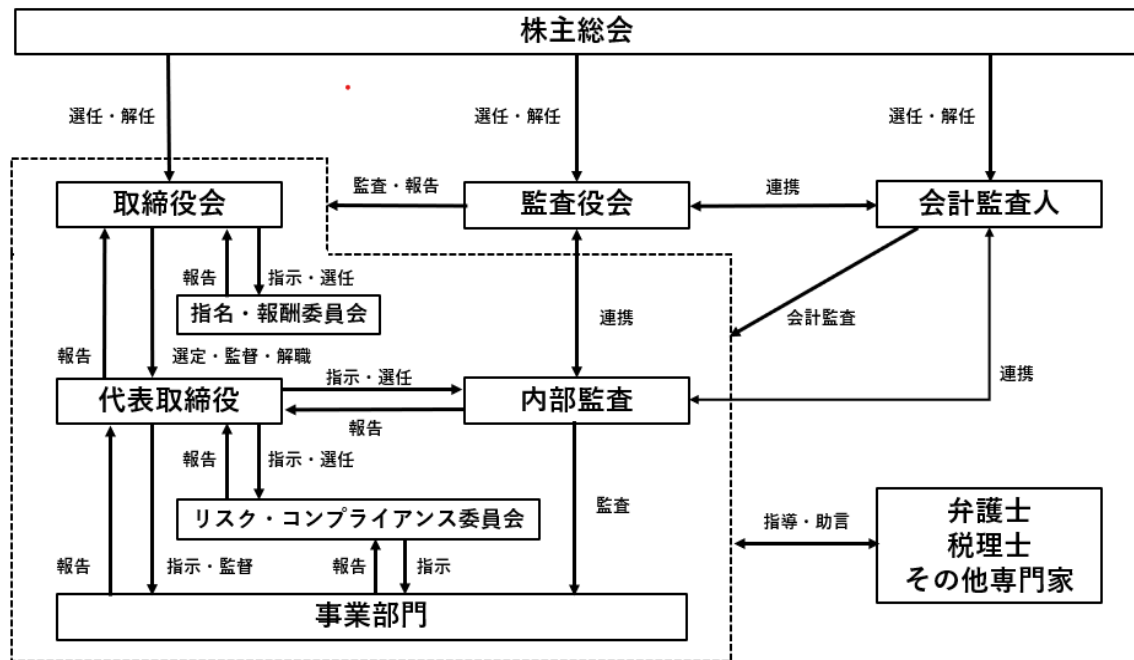 株主総会
選任・解任
選任・解任
選任・解任
取締役会
監査・報告
監査役会
連携
会計監査人
報告
指示・選任
指名・報酬委員会
連携
会計監査
報告
選定・監督・解職
指示・選任
連携
代表取締役
内部監査
報告
報告
指示・選任
リスク・コンプライアンス委員会
監査
指導・助言
弁護士
税理士
その他専門家
報告
指示・監督
報告
指示
事業部門